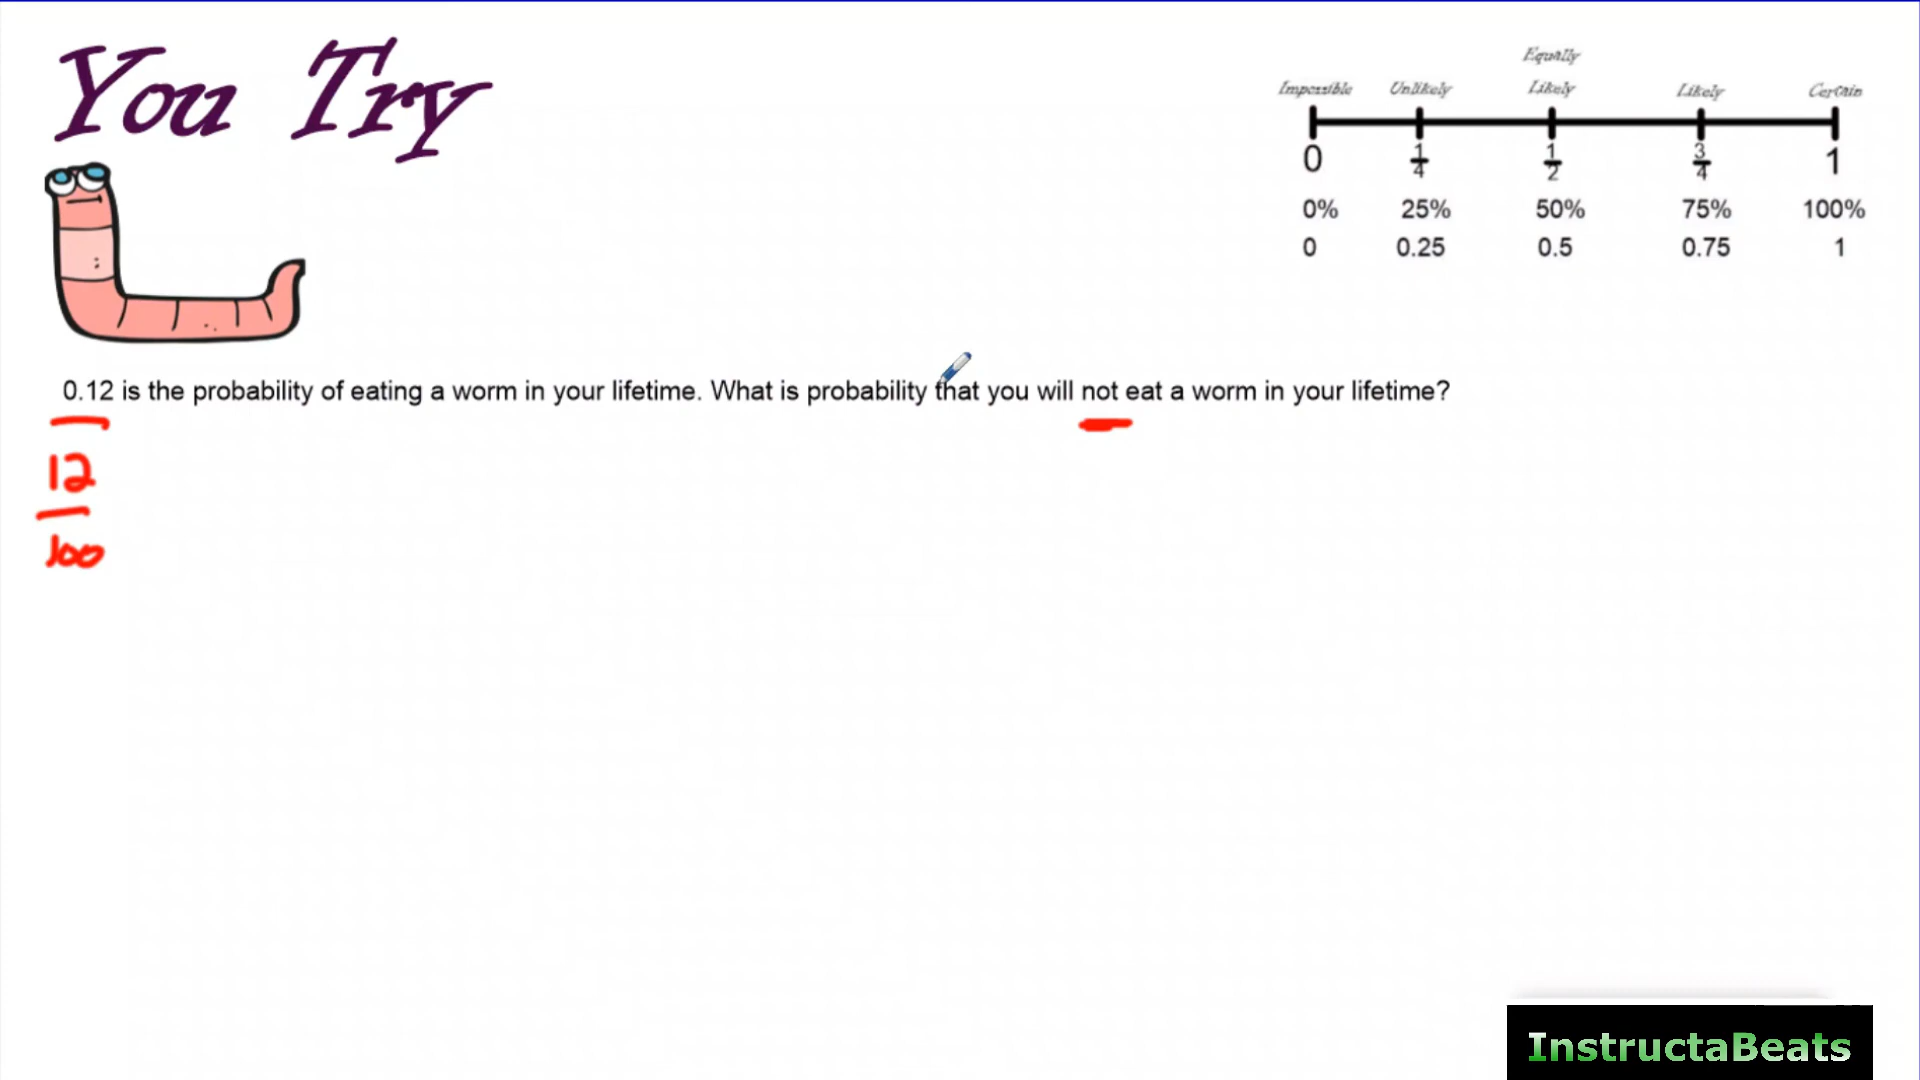 You Try
Equally
Impossible Unlikely Likely Likely Certain
0 1/4 1/2 3/4 1
0% 25% 50% 75% 100%
0 0.25 0.5 0.75 1
0.12 is the probability of eating a worm in your lifetime. What is probability that you will not eat a worm in your lifetime?
12
100
InstructaBeats